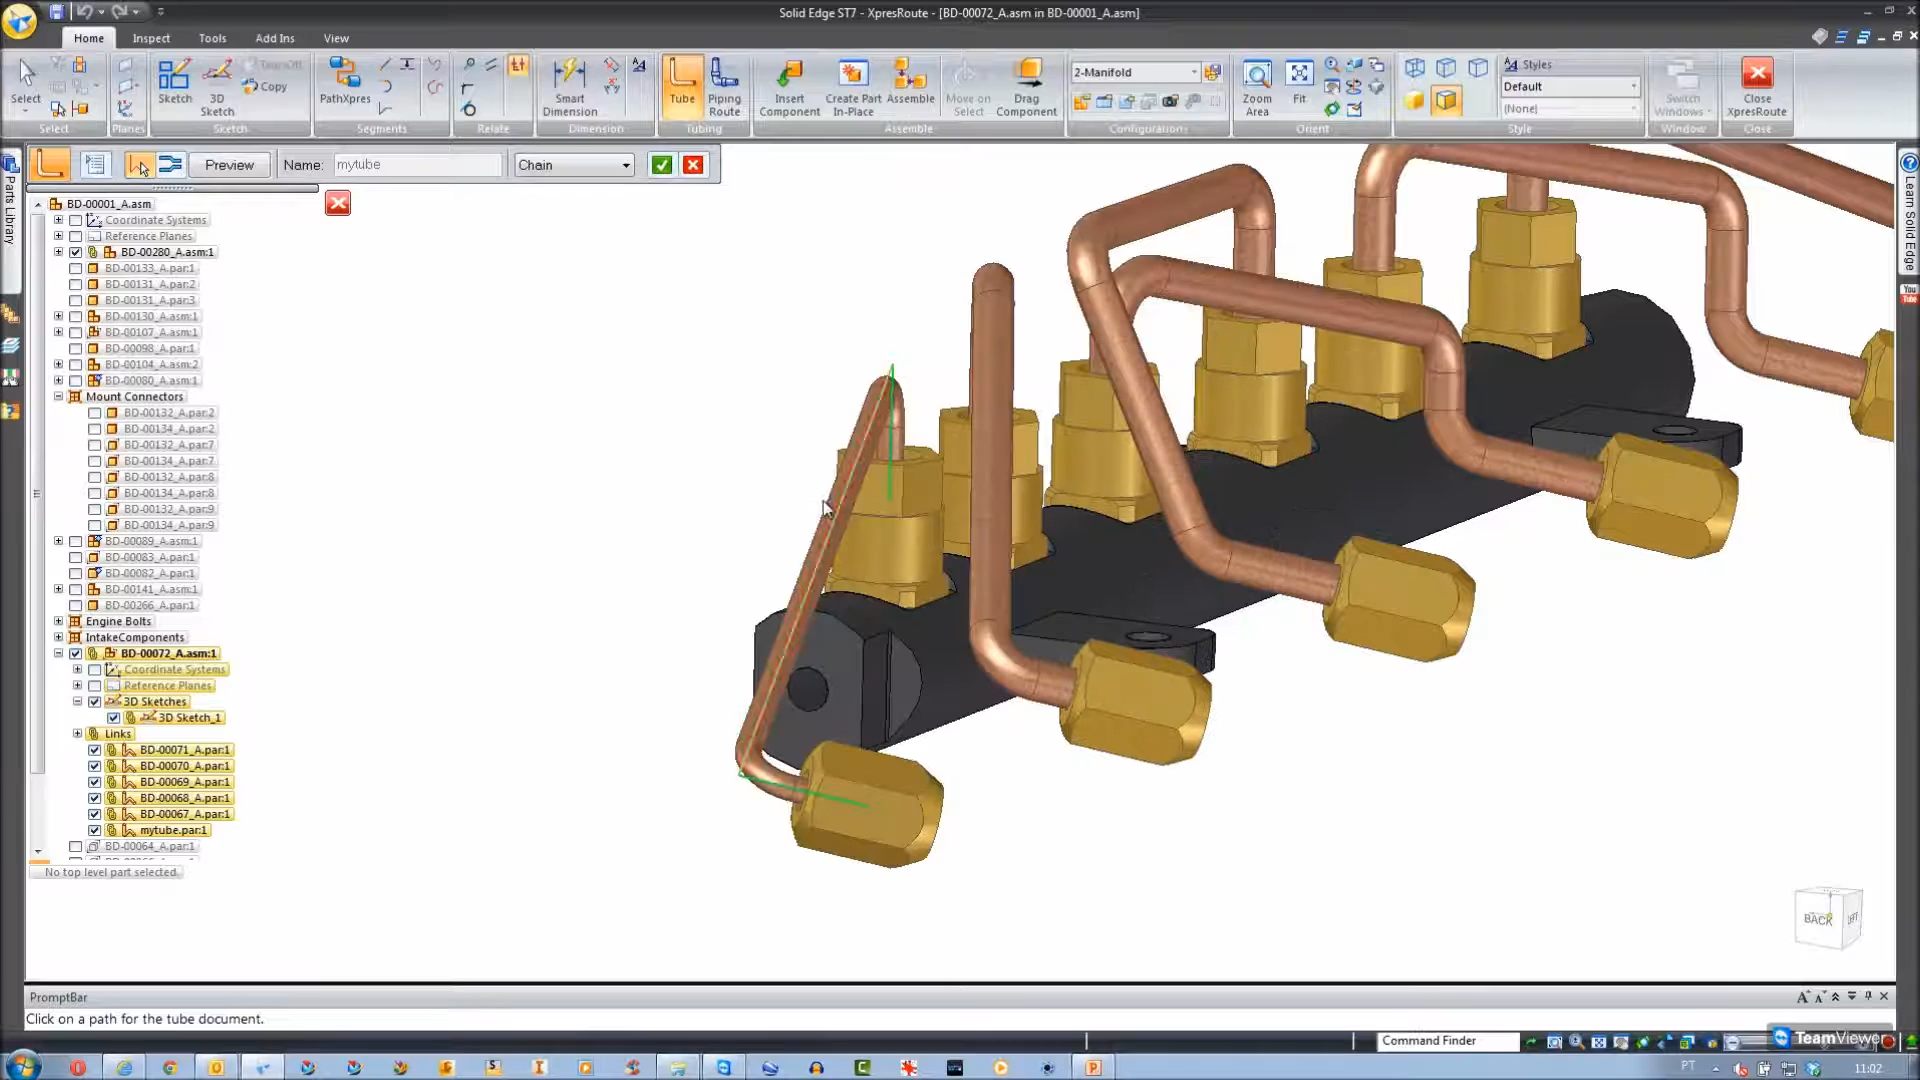 Solid Edge ST7 - XpresRoute - [BD-00072_A.asm in BD-00001_A.asm]
Home Inspect Tools Add Ins View
Select
Select
Planes
Sketch
3D Sketch
TearOff
Copy
Sketch
PathXpres
Segments
Relate
Smart Dimension
Dimension
Tube
Piping Route
Tubing
Insert Component
Create Part In-Place
Assemble
Move on Select
Drag Component
Assemble
2-Manifold
Configurations
Zoom Area
Fit
Orient
Styles
Default
(None)
Style
Switch Windows
Window
Close XpresRoute
Close
Preview Name: mytube Chain
Parts Library
BD-00001_A.asm
Coordinate Systems
Reference Planes
BD-00280_A.asm:1
BD-00133_A.par:1
BD-00131_A.par:2
BD-00131_A.par:3
BD-00130_A.asm:1
BD-00107_A.asm:1
BD-00098_A.par:1
BD-00104_A.asm:2
BD-00080_A.asm:1
Mount Connectors
BD-00132_A.par:2
BD-00134_A.par:2
BD-00132_A.par:7
BD-00134_A.par:7
BD-00132_A.par:8
BD-00134_A.par:8
BD-00132_A.par:9
BD-00134_A.par:9
BD-00089_A.asm:1
BD-00083_A.par:1
BD-00082_A.par:1
BD-00141_A.asm:1
BD-00266_A.par:1
Engine Bolts
IntakeComponents
BD-00072_A.asm:1
Coordinate Systems
Reference Planes
3D Sketches
3D Sketch_1
Links
BD-00071_A.par:1
BD-00070_A.par:1
BD-00069_A.par:1
BD-00068_A.par:1
BD-00067_A.par:1
mytube.par:1
BD-00064_A.par:1
No top level part selected.
Learn Solid Edge
You Tube
BACK
LEFT
PromptBar
Click on a path for the tube document.
Command Finder
TeamViewer
PT
11:02